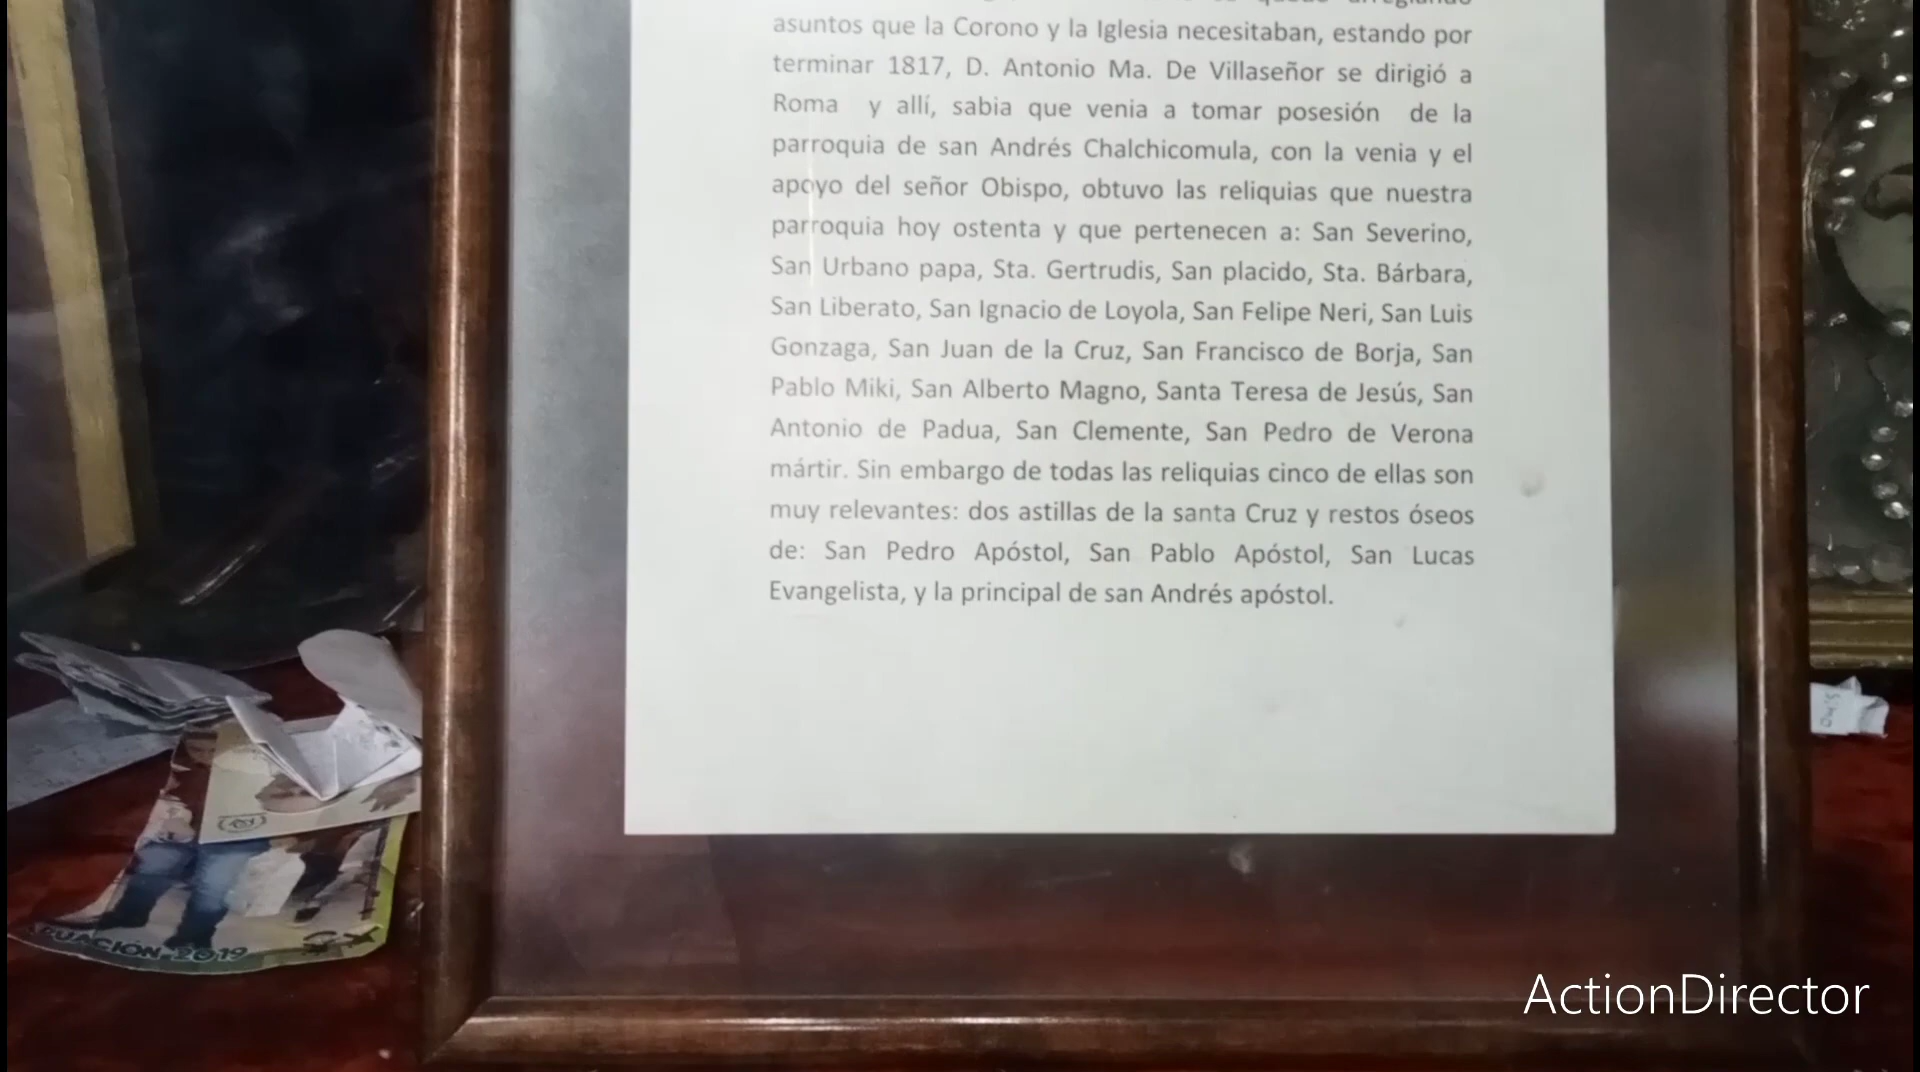 asuntos que la Corono y la Iglesia necesitaban, estando por
terminar 1817, D. Antonio Ma. De Villaseñor se dirigió a
Roma y allí, sabia que venia a tomar posesión de la
parroquia de san Andrés Chalchicomula, con la venia y el
apoyo del señor Obispo, obtuvo las reliquias que nuestra
parroquia hoy ostenta y que pertenecen a: San Severino,
San Urbano papa, Sta. Gertrudis, San placido, Sta. Bárbara,
San Liberato, San Ignacio de Loyola, San Felipe Neri, San Luis
Gonzaga, San Juan de la Cruz, San Francisco de Borja, San
Pablo Miki, San Alberto Magno, Santa Teresa de Jesús, San
Antonio de Padua, San Clemente, San Pedro de Verona
mártir. Sin embargo de todas las reliquias cinco de ellas son
muy relevantes: dos astillas de la santa Cruz y restos óseos
de: San Pedro Apóstol, San Pablo Apóstol, San Lucas
Evangelista, y la principal de san Andrés apóstol.
2019
ActionDirector